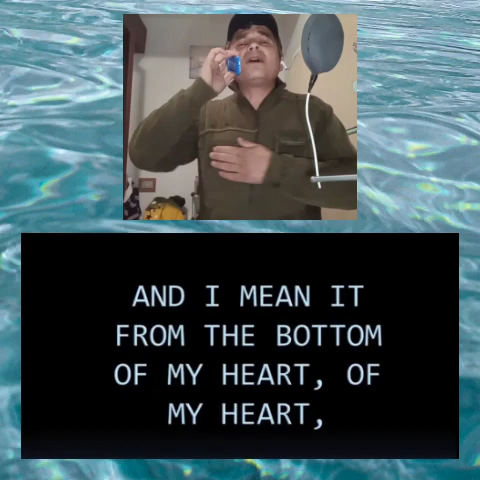 AND I MEAN IT
FROM THE BOTTOM
OF MY HEART, OF
MY HEART,